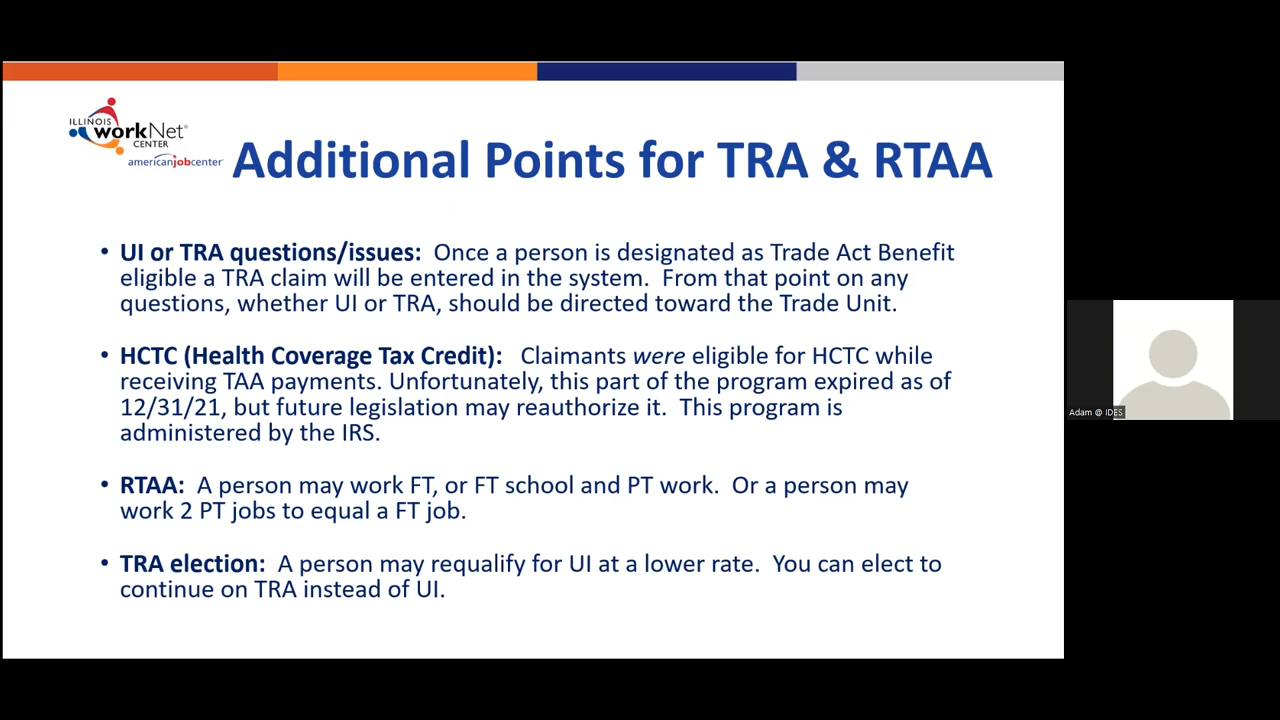 ILLINOIS
workNet®
CENTER
americanjobcenter
Additional Points for TRA & RTAA
• UI or TRA questions/issues: Once a person is designated as Trade Act Benefit
eligible a TRA claim will be entered in the system. From that point on any
questions, whether UI or TRA, should be directed toward the Trade Unit.
• HCTC (Health Coverage Tax Credit): Claimants were eligible for HCTC while
receiving TAA payments. Unfortunately, this part of the program expired as of
12/31/21, but future legislation may reauthorize it. This program is
administered by the IRS.
• RTAA: A person may work FT, or FT school and PT work. Or a person may
work 2 PT jobs to equal a FT job.
• TRA election: A person may requalify for UI at a lower rate. You can elect to
continue on TRA instead of UI.
Adam @ IDES